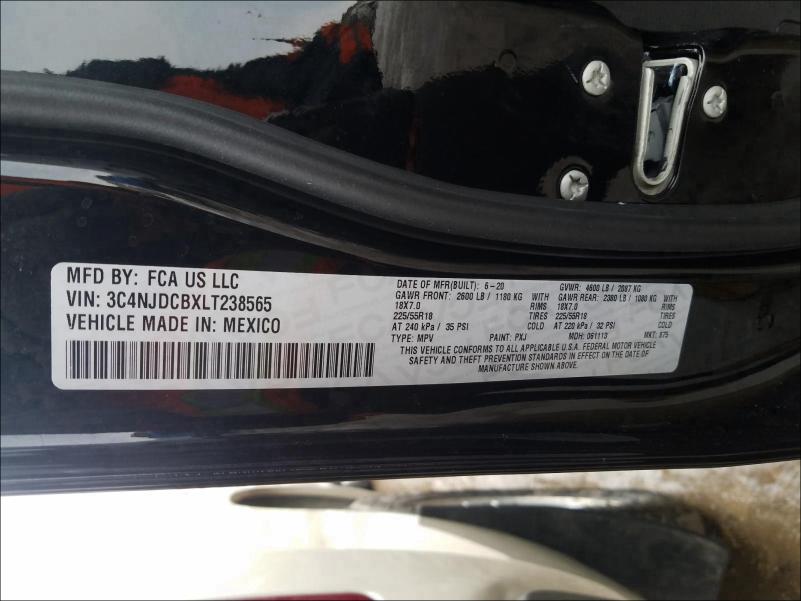 MFD BY: FCA US LLC
VIN: 3C4NJDCBXLT238565
VEHICLE MADE IN: MEXICO
DATE OF MFR(BUILT): 6-20 GVWR: 4600 LB / 2087 KG
GAWR FRONT: 2600 LB / 1180 KG GAWR REAR: 2380 LB / 1080 KG
18X7.0 RIMS 18X7.0 RIMS
225/55R18 TIRES 225/55R18 TIRES
AT 240 kPa / 35 PSI COLD AT 220 kPa / 32 PSI COLD
TYPE: MPV PAINT: PXJ MDH: 061113 MKT: 875
THIS VEHICLE CONFORMS TO ALL APPLICABLE U.S.A. FEDERAL MOTOR VEHICLE
SAFETY AND THEFT PREVENTION STANDARDS IN EFFECT ON THE DATE OF
MANUFACTURE SHOWN ABOVE.